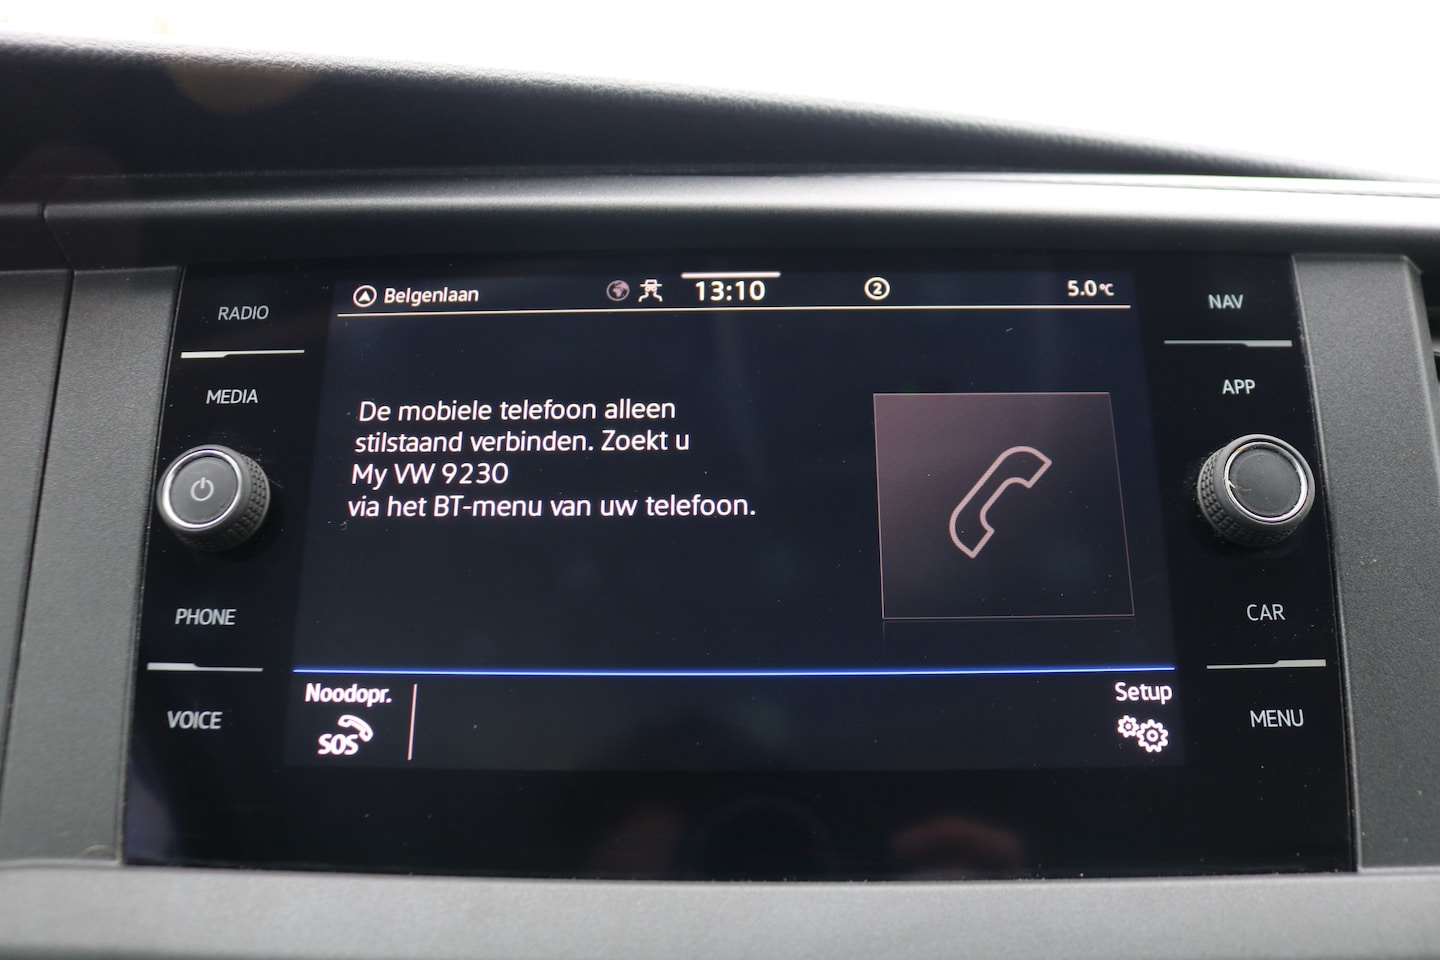 RADIO
MEDIA
PHONE
VOICE
Belgenlaan
13:10
2
5.0°C
De mobiele telefoon alleen
stilstaand verbinden. Zoekt u
My VW 9230
via het BT-menu van uw telefoon.
Noodopr.
SOS
Setup
NAV
APP
CAR
MENU